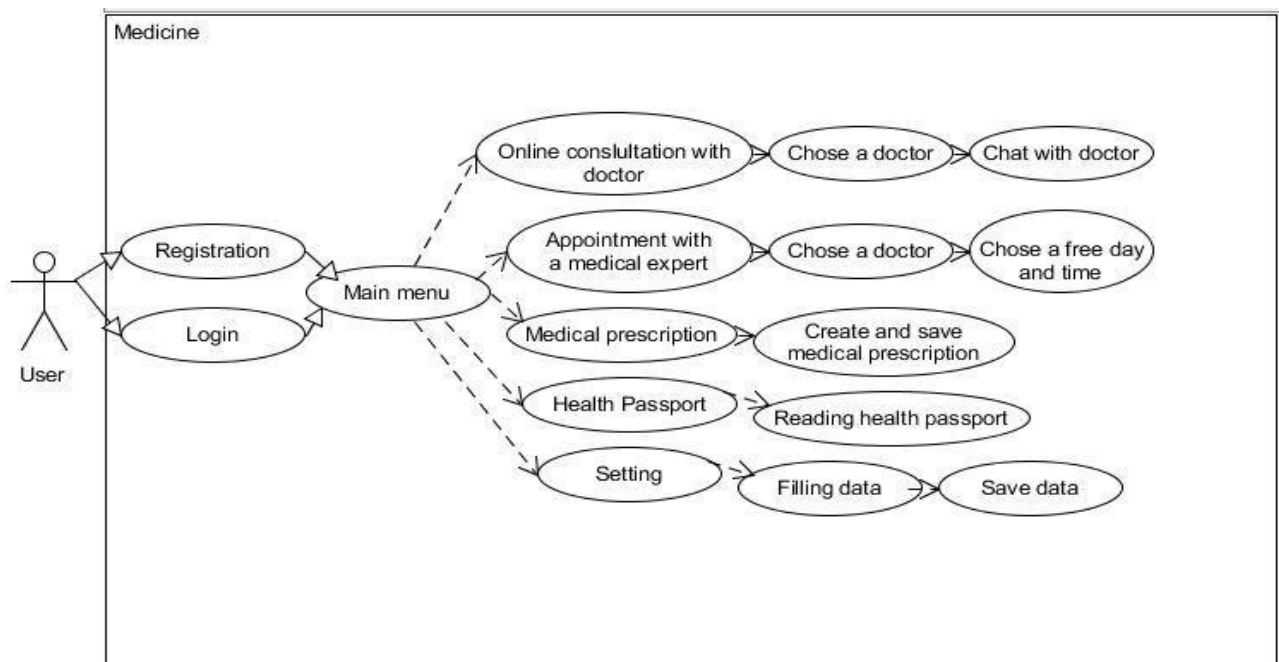 Medicine
Online conslultation with
doctor
Chose a doctor
Chat with doctor
Registration
Appointment with
a medical expert
Chose a doctor
Chose a free day
and time
Main menu
Login
Medical prescription
Create and save
medical prescription
User
Health Passport
Reading health passport
Setting
Filling data
Save data